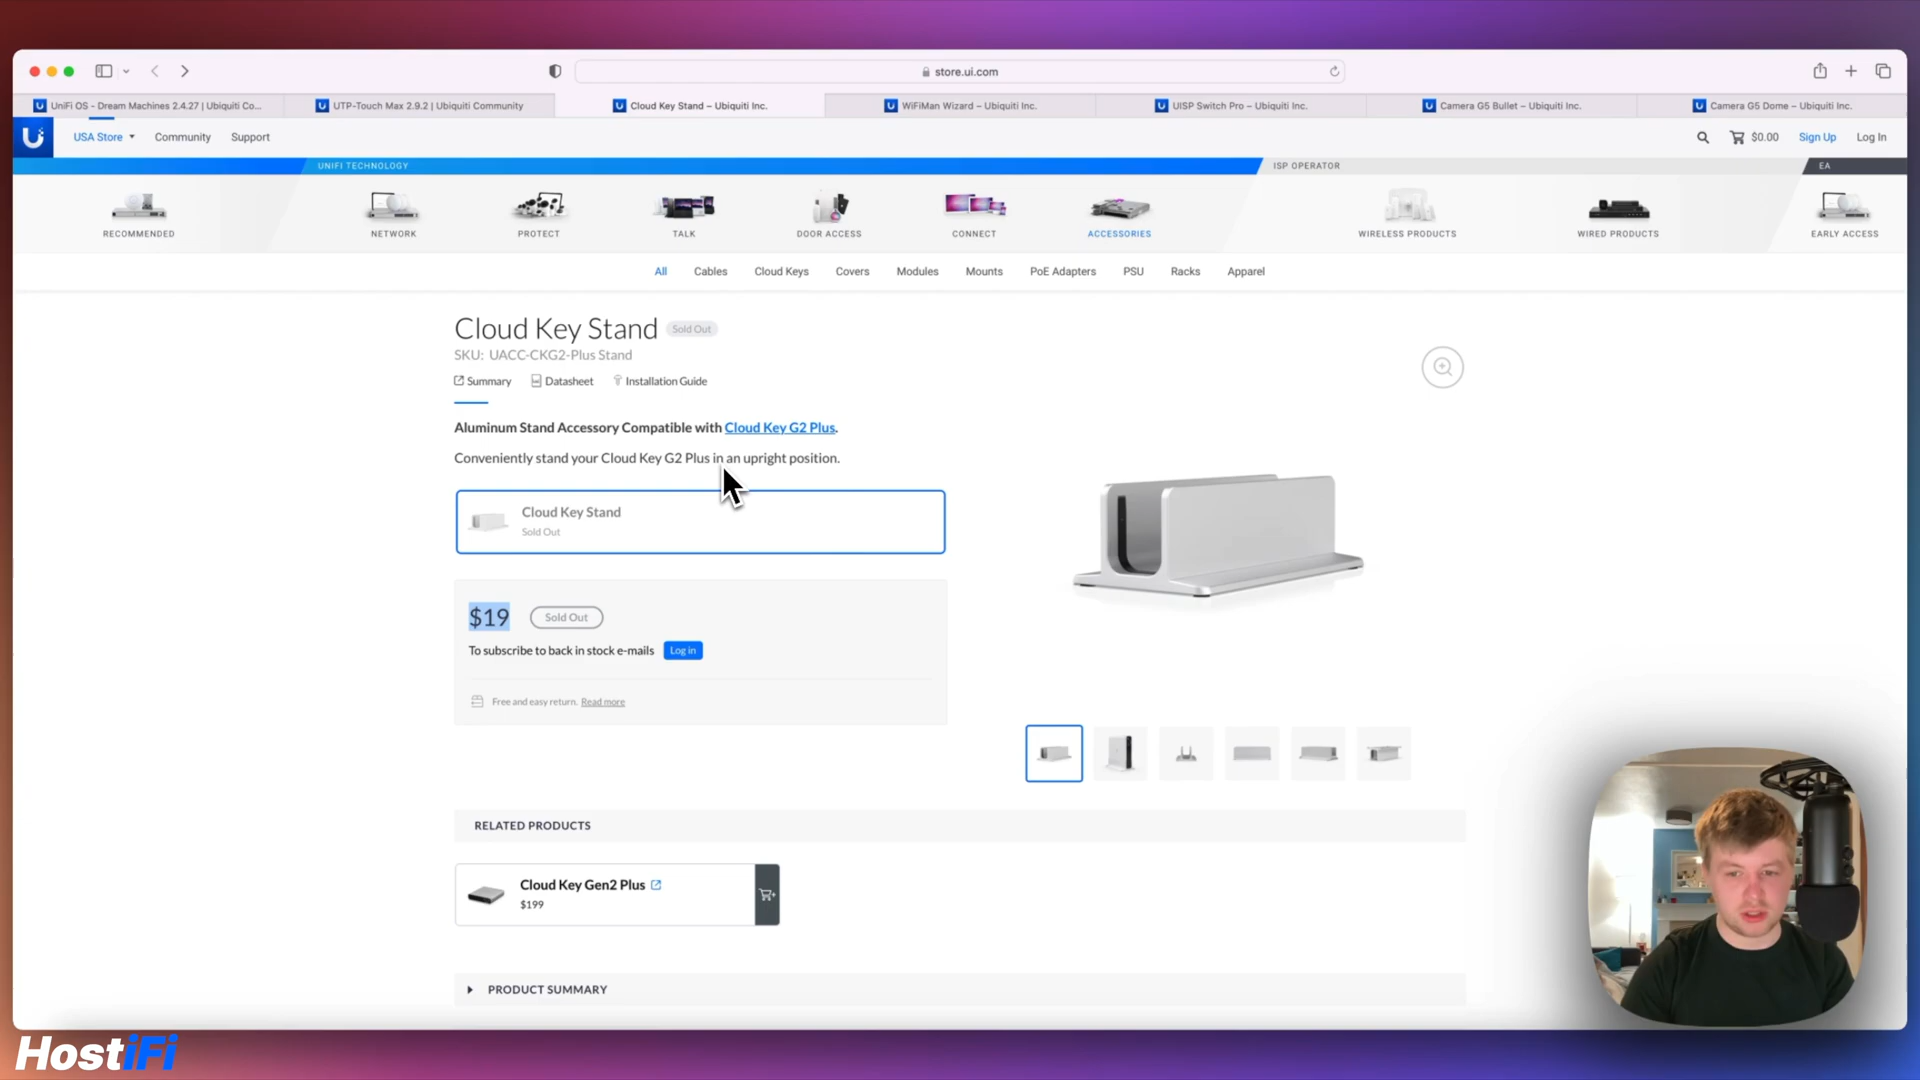 store.ui.com
UniFi OS - Dream Machines 2.4.27 | Ubiquiti Co...
UTP-Touch Max 2.9.2 | Ubiquiti Community
Cloud Key Stand – Ubiquiti Inc.
WiFiMan Wizard – Ubiquiti Inc.
UISP Switch Pro – Ubiquiti Inc.
Camera G5 Bullet – Ubiquiti Inc.
Camera G5 Dome – Ubiquiti Inc.
USA Store
Community
Support
$0.00
Sign Up
Log In
UNIFI TECHNOLOGY
ISP OPERATOR
EA
RECOMMENDED
NETWORK
PROTECT
TALK
DOOR ACCESS
CONNECT
ACCESSORIES
WIRELESS PRODUCTS
WIRED PRODUCTS
EARLY ACCESS
All
Cables
Cloud Keys
Covers
Modules
Mounts
PoE Adapters
PSU
Racks
Apparel
Cloud Key Stand Sold Out
SKU: UACC-CKG2-Plus Stand
Summary
Datasheet
Installation Guide
Aluminum Stand Accessory Compatible with Cloud Key G2 Plus.
Conveniently stand your Cloud Key G2 Plus in an upright position.
Cloud Key Stand
Sold Out
$19 Sold Out
To subscribe to back in stock e-mails Log in
Free and easy return. Read more
RELATED PRODUCTS
Cloud Key Gen2 Plus
$199
PRODUCT SUMMARY
HostiFi